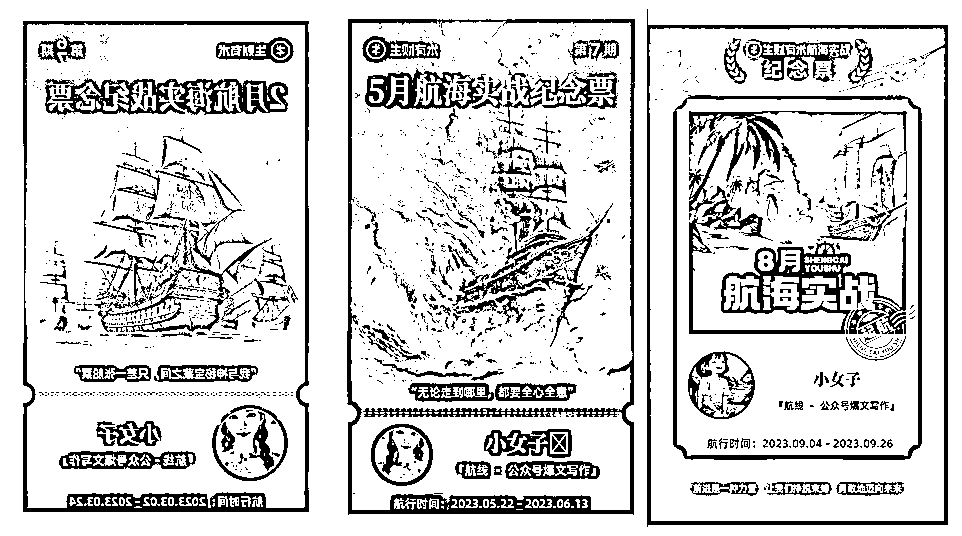 生财有术
第9期
2月航海实战纪念票
“我与神秘宝藏之间，只差一张船票”
小女子
『航线 - 公众号爆文写作』
航行时间：2023.03.02 - 2023.03.24
生财有术
第7期
5月航海实战纪念票
“无论走到哪里，都要全心全意”
小女子
『航线 - 公众号爆文写作』
航行时间：2023.05.22 - 2023.06.13
生财有术航海实战
纪念票
8月
SHENGCAI
YOUSHU
航海实战
小女子
『航线 - 公众号爆文写作』
航行时间：2023.09.04 - 2023.09.26